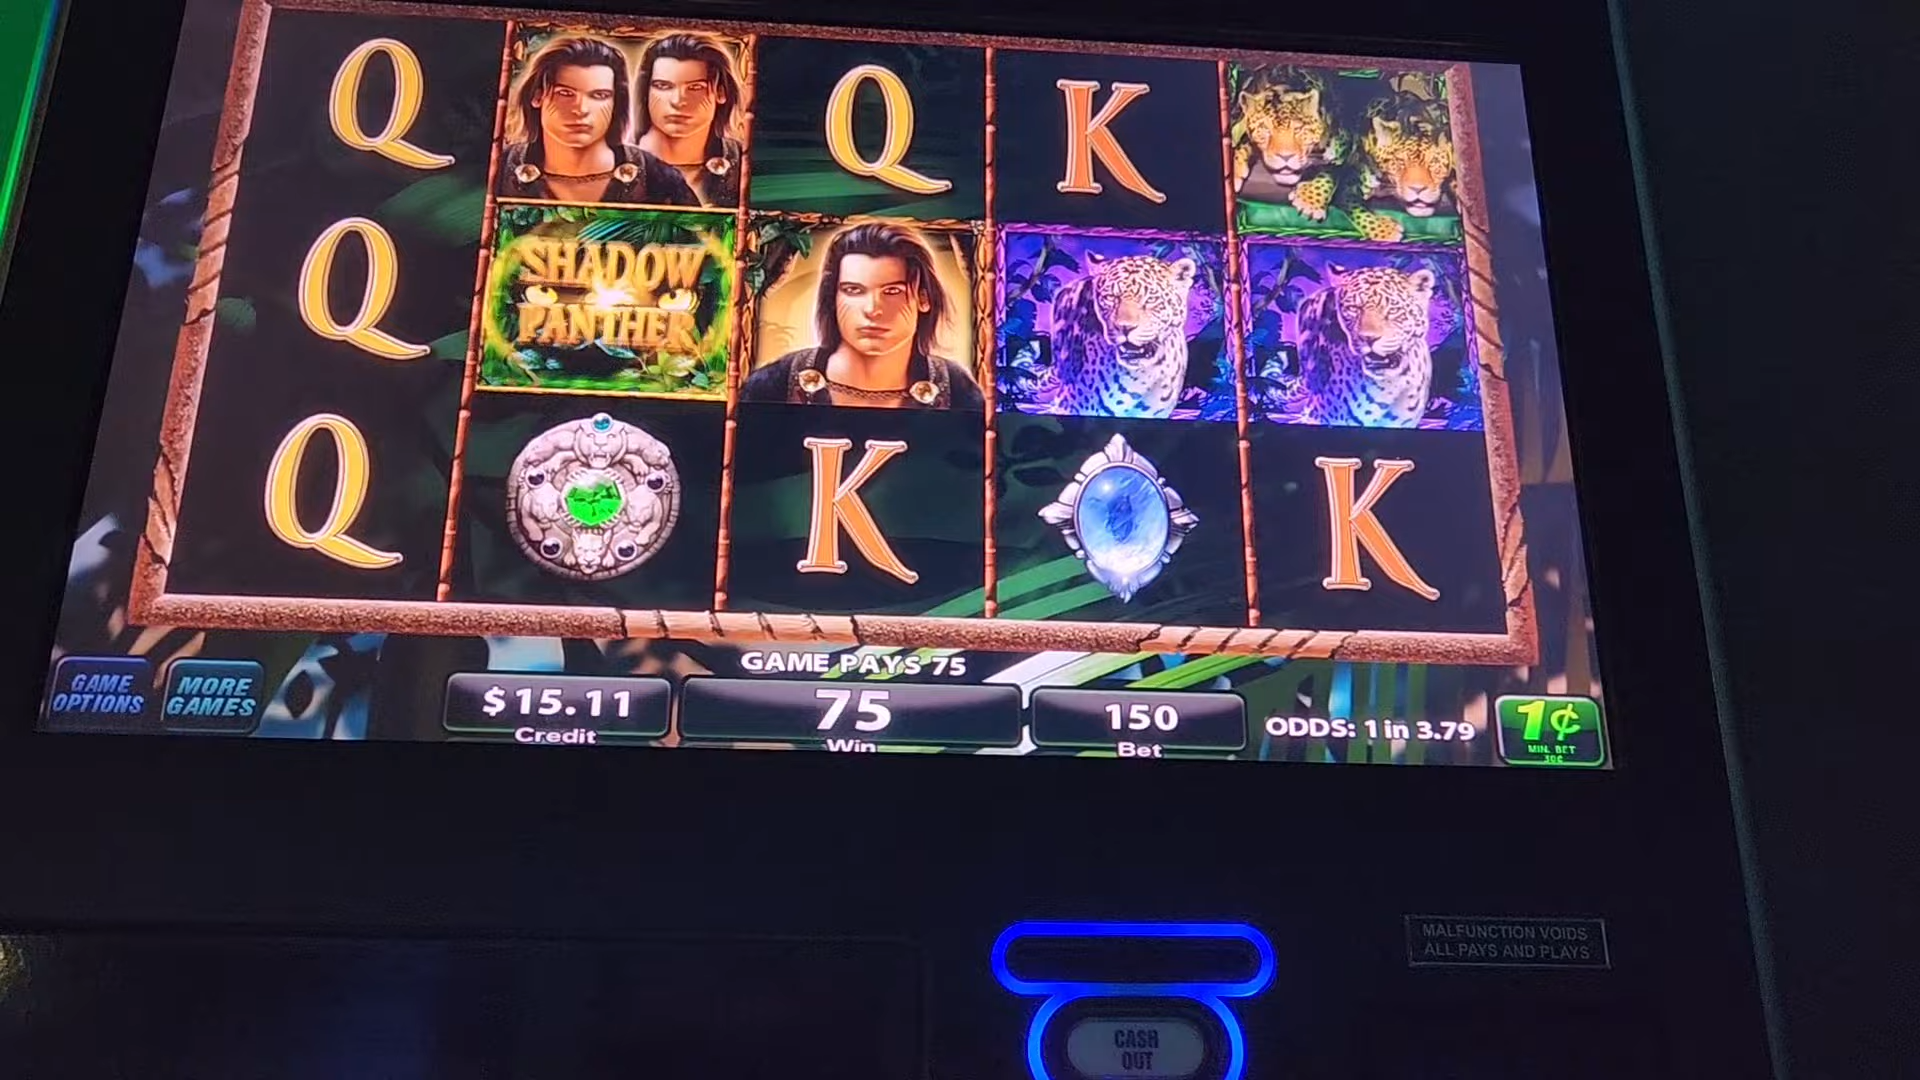 Q
Q
K
Q
SHADOW
PANTHER
Q
K
K
GAME PAYS 75
GAME
OPTIONS
MORE
GAMES
$15.11
Credit
75
Win
150
Bet
ODDS: 1 in 3.79
1¢
MIN. BET
MALFUNCTION VOIDS
ALL PAYS AND PLAYS
CASH
OUT